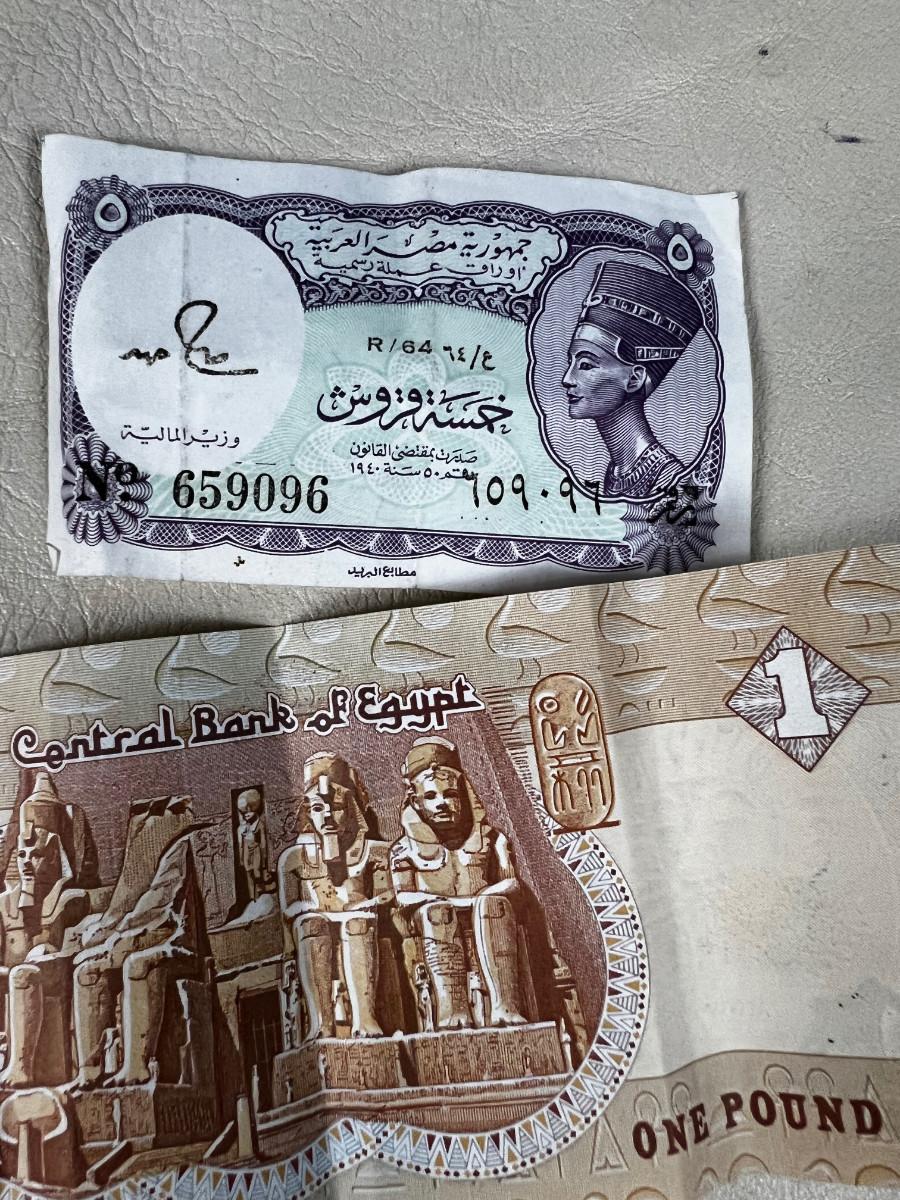 ٥
٥
جمهورية مصر العربية
أوراق عملة رسمية
R/64 ٦٤/ع
خمسة قروش
وزير المالية
صدرت بمقتضى القانون
رقم ٥٠ سنة ١٩٤٠
Nº 659096
٦٥٩٠٩٦
مطابع البريد
Central Bank of Egypt
1
ONE POUND